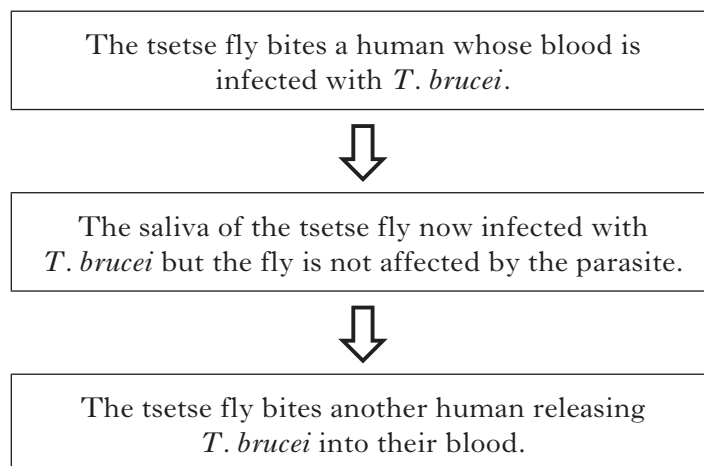 The tsetse fly bites a human whose blood is
infected with T. brucei.
The saliva of the tsetse fly now infected with
T. brucei but the fly is not affected by the parasite.
The tsetse fly bites another human releasing
T. brucei into their blood.